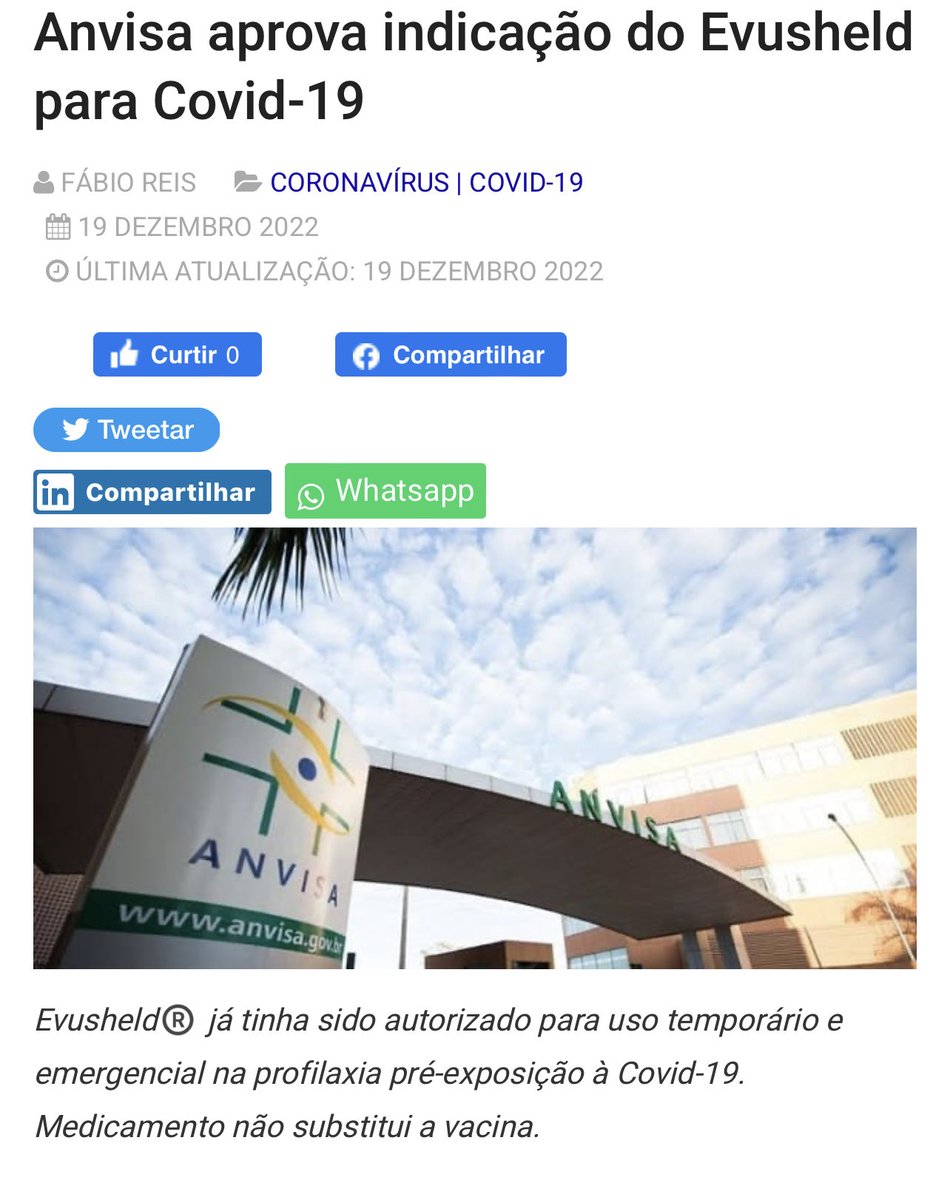 Anvisa aprova indicação do Evusheld
para Covid-19
FÁBIO REIS CORONAVÍRUS | COVID-19
19 DEZEMBRO 2022
ÚLTIMA ATUALIZAÇÃO: 19 DEZEMBRO 2022
Curtir 0 Compartilhar
Tweetar
in Compartilhar Whatsapp
ANVISA
ANVISA
www.anvisa.gov.br
Evusheld® já tinha sido autorizado para uso temporário e
emergencial na profilaxia pré-exposição à Covid-19.
Medicamento não substitui a vacina.